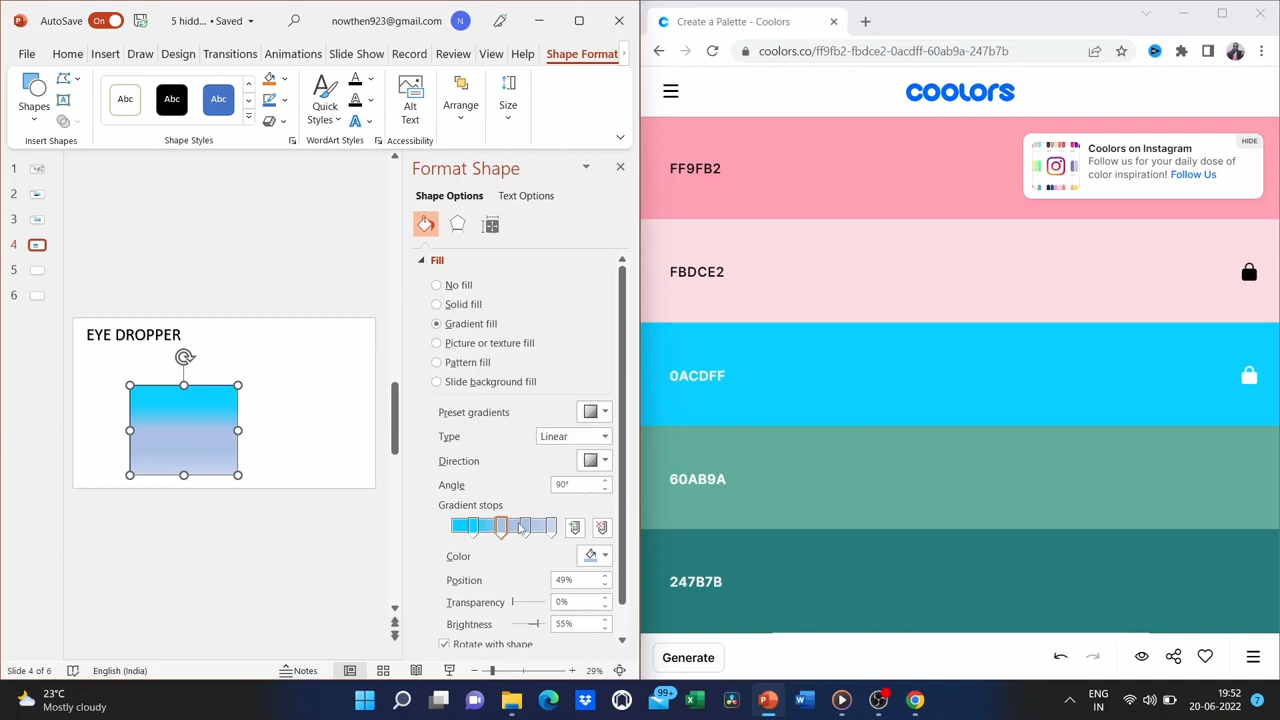 AutoSave On 5 hidd... • Saved nowthen923@gmail.com N
File Home Insert Draw Design Transitions Animations Slide Show Record Review View Help Shape Format
Shapes
Insert Shapes
Abc Abc Abc
Shape Styles
Quick Styles
WordArt Styles
Alt Text
Accessibility
Arrange
Size
1
2
3
4
5
6
EYE DROPPER
Format Shape
Shape Options Text Options
Fill
No fill
Solid fill
Gradient fill
Picture or texture fill
Pattern fill
Slide background fill
Preset gradients
Type Linear
Direction
Angle 90°
Gradient stops
Color
Position 49%
Transparency 0%
Brightness 55%
Rotate with shape
Slide 4 of 6 English (India) Notes 29%
Create a Palette - Coolors
coolors.co/ff9fb2-fbdce2-0acdff-60ab9a-247b7b
coolors
FF9FB2
HIDE
Coolors on Instagram
Follow us for your daily dose of
color inspiration! Follow Us
FBDCE2
0ACDFF
60AB9A
247B7B
Generate
23°C
Mostly cloudy
99+
ENG
IN
19:52
20-06-2022
7